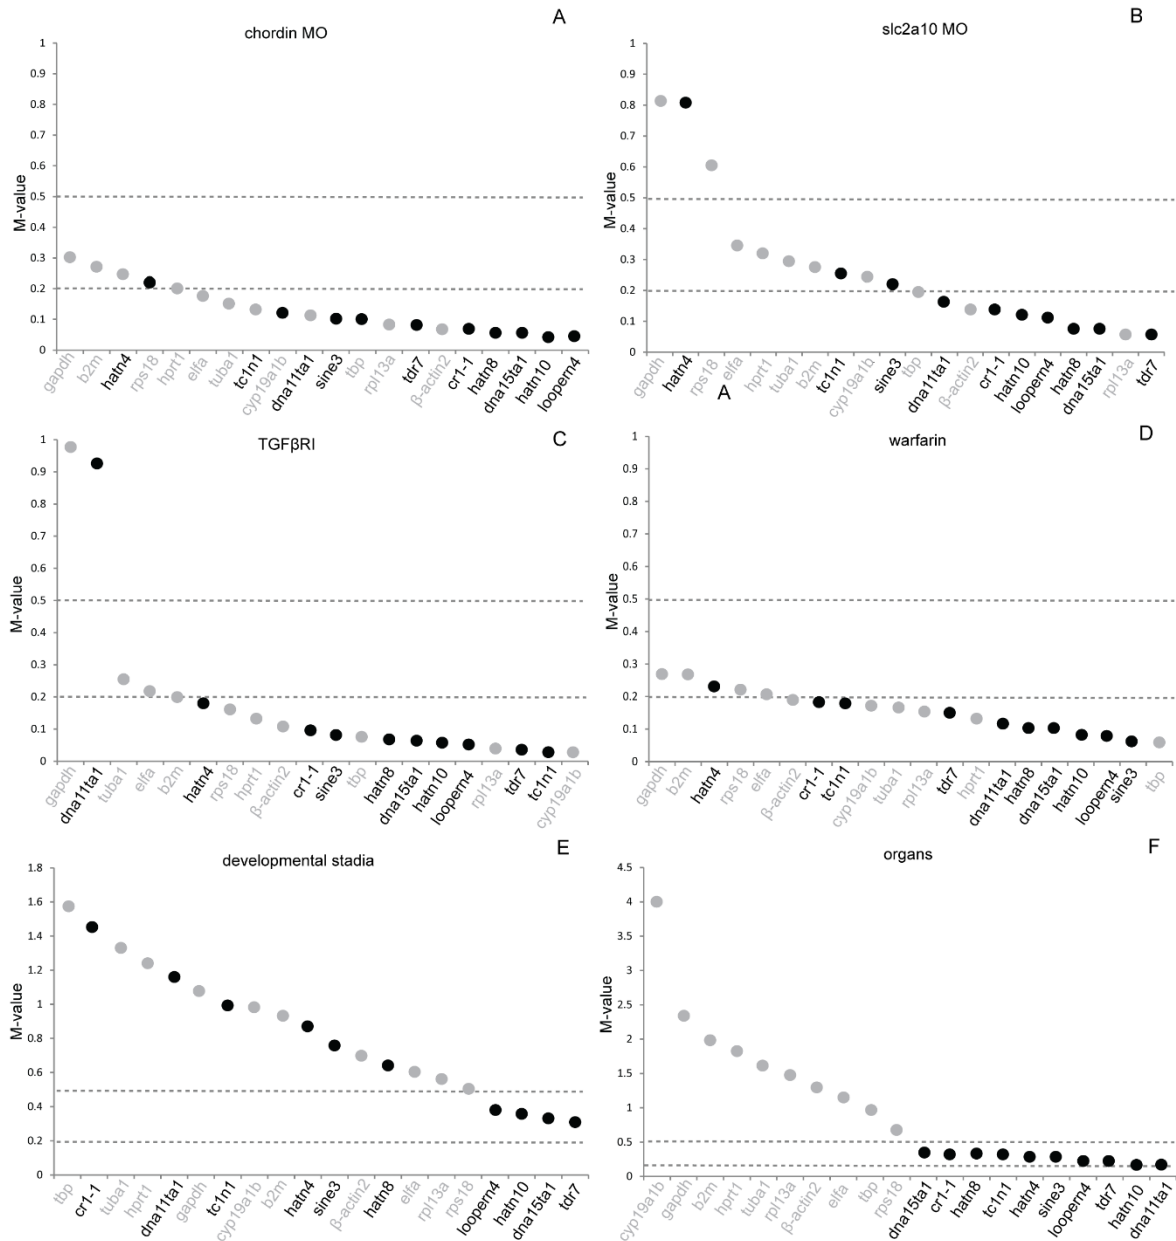 A
chordin MO
M-value
1
0.9
0.8
0.7
0.6
0.5
0.4
0.3
0.2
0.1
0
gapdh
b2m
hatn4
rps18
hprt1
elfa
tuba1
tc1n1
cyp19a1b
dna11ta1
sine3
tbp
rpl13a
tdr7
β-actin2
cr1-1
hatn8
dna15ta1
hatn10
loopern4
B
slc2a10 MO
M-value
1
0.9
0.8
0.7
0.6
0.5
0.4
0.3
0.2
0.1
0
gapdh
hatn4
rps18
elfa
hprt1
tuba1
b2m
tc1n1
cyp19a1b
sine3
tbp
dna11ta1
β-actin2
cr1-1
hatn10
loopern4
hatn8
dna15ta1
rpl13a
tdr7
A
C
TGFβRI
M-value
1
0.9
0.8
0.7
0.6
0.5
0.4
0.3
0.2
0.1
0
gapdh
dna11ta1
tuba1
elfa
b2m
hatn4
rps18
hprt1
β-actin2
cr1-1
sine3
tbp
hatn8
dna15ta1
hatn10
loopern4
rpl13a
tdr7
tc1n1
cyp19a1b
D
warfarin
M-value
1
0.9
0.8
0.7
0.6
0.5
0.4
0.3
0.2
0.1
0
gapdh
b2m
hatn4
rps18
elfa
β-actin2
cr1-1
tc1n1
cyp19a1b
tuba1
rpl13a
tdr7
hprt1
dna11ta1
hatn8
dna15ta1
hatn10
loopern4
sine3
tbp
E
developmental stadia
M-value
1.8
1.6
1.4
1.2
1
0.8
0.6
0.4
0.2
0
tbp
cr1-1
tuba1
hprt1
dna11ta1
gapdh
tc1n1
cyp19a1b
b2m
hatn4
sine3
β-actin2
hatn8
elfa
rpl13a
rps18
loopern4
hatn10
dna15ta1
tdr7
F
organs
M-value
4.5
4
3.5
3
2.5
2
1.5
1
0.5
0
cyp19a1b
gapdh
b2m
hprt1
tuba1
rpl13a
β-actin2
elfa
tbp
rps18
dna15ta1
cr1-1
hatn8
tc1n1
hatn4
sine3
loopern4
tdr7
hatn10
dna11ta1